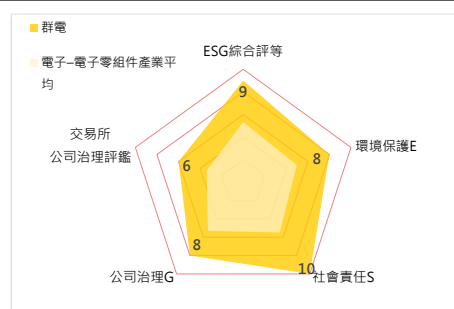 群電
電子–電子零組件產業平
均
ESG綜合評等
9
環境保護E
8
社會責任S
10
公司治理G
8
交易所
公司治理評鑑
6